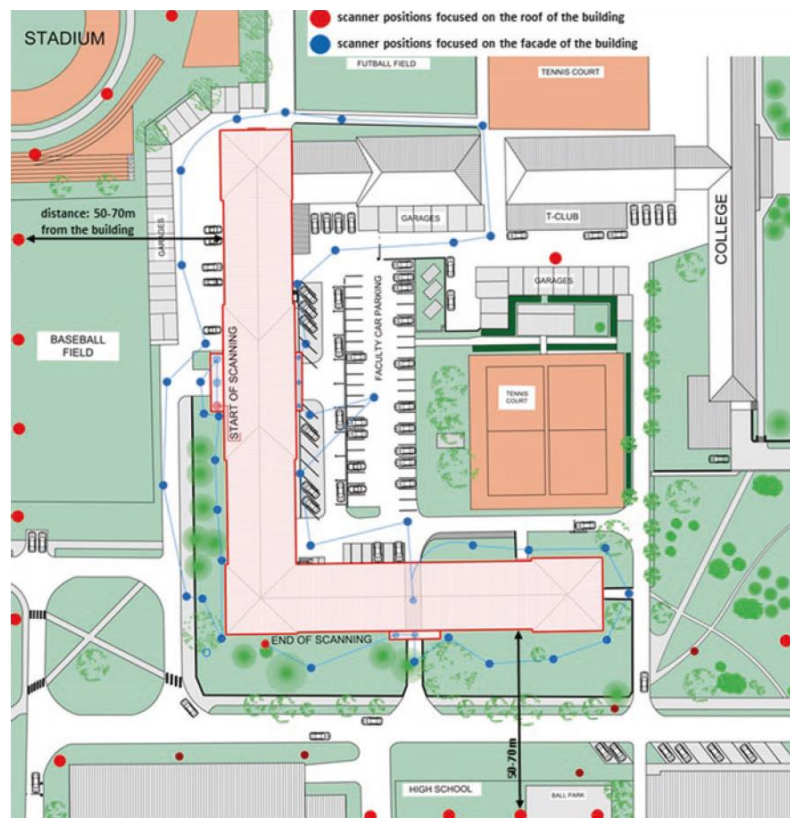 scanner positions focused on the roof of the building
STADIUM
scanner positions focused on the facade of the building
FUTBALL FIELD
TENNIS COURT
distance: 50-70m
from the building
GARAGES
GARAGES
T-CLUB
COLLEGE
GARAGES
BASEBALL
FIELD
START OF SCANNING
FACULTY CAR PARKING
TENNIS
COURT
END OF SCANNING
50-70m
HIGH SCHOOL
BALL PARK